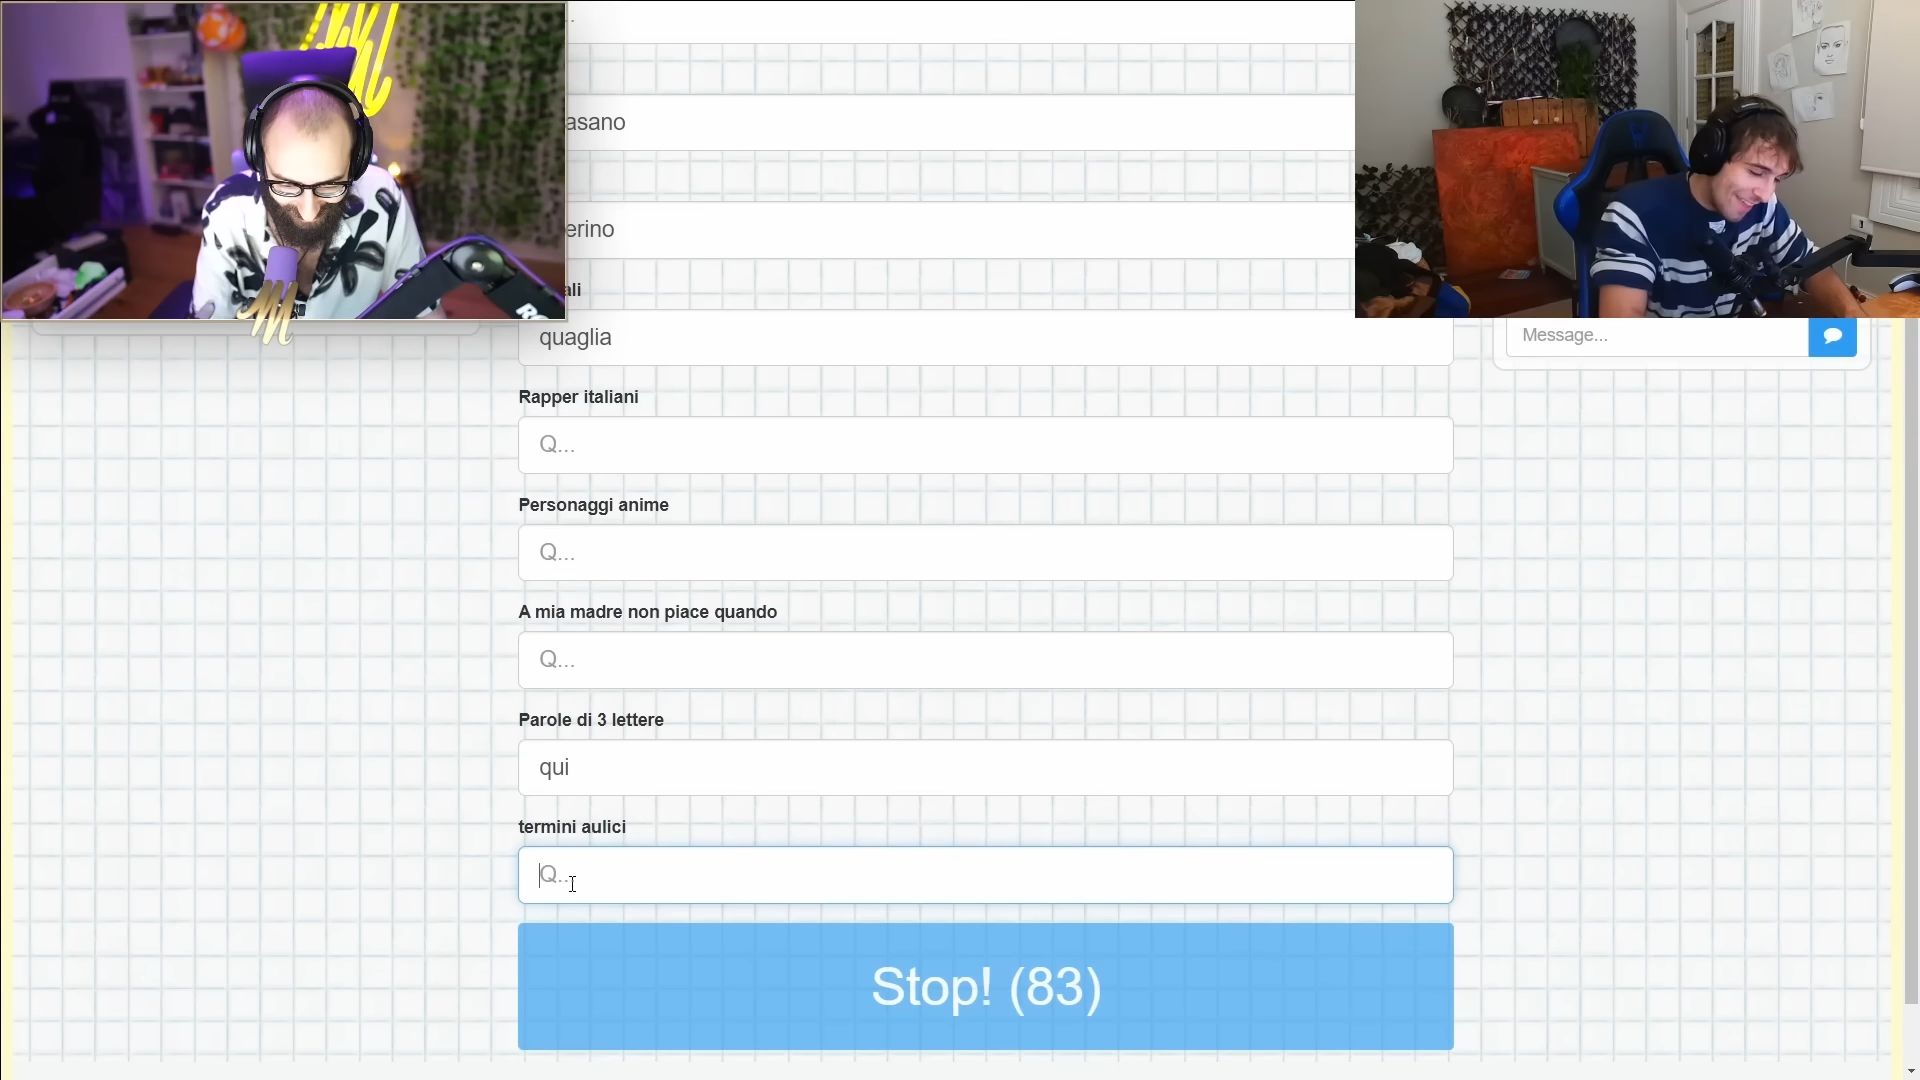 asano
erino
ali
quaglia
Message...
Rapper italiani
Q...
Personaggi anime
Q...
A mia madre non piace quando
Q...
Parole di 3 lettere
qui
termini aulici
Q...
Stop! (83)